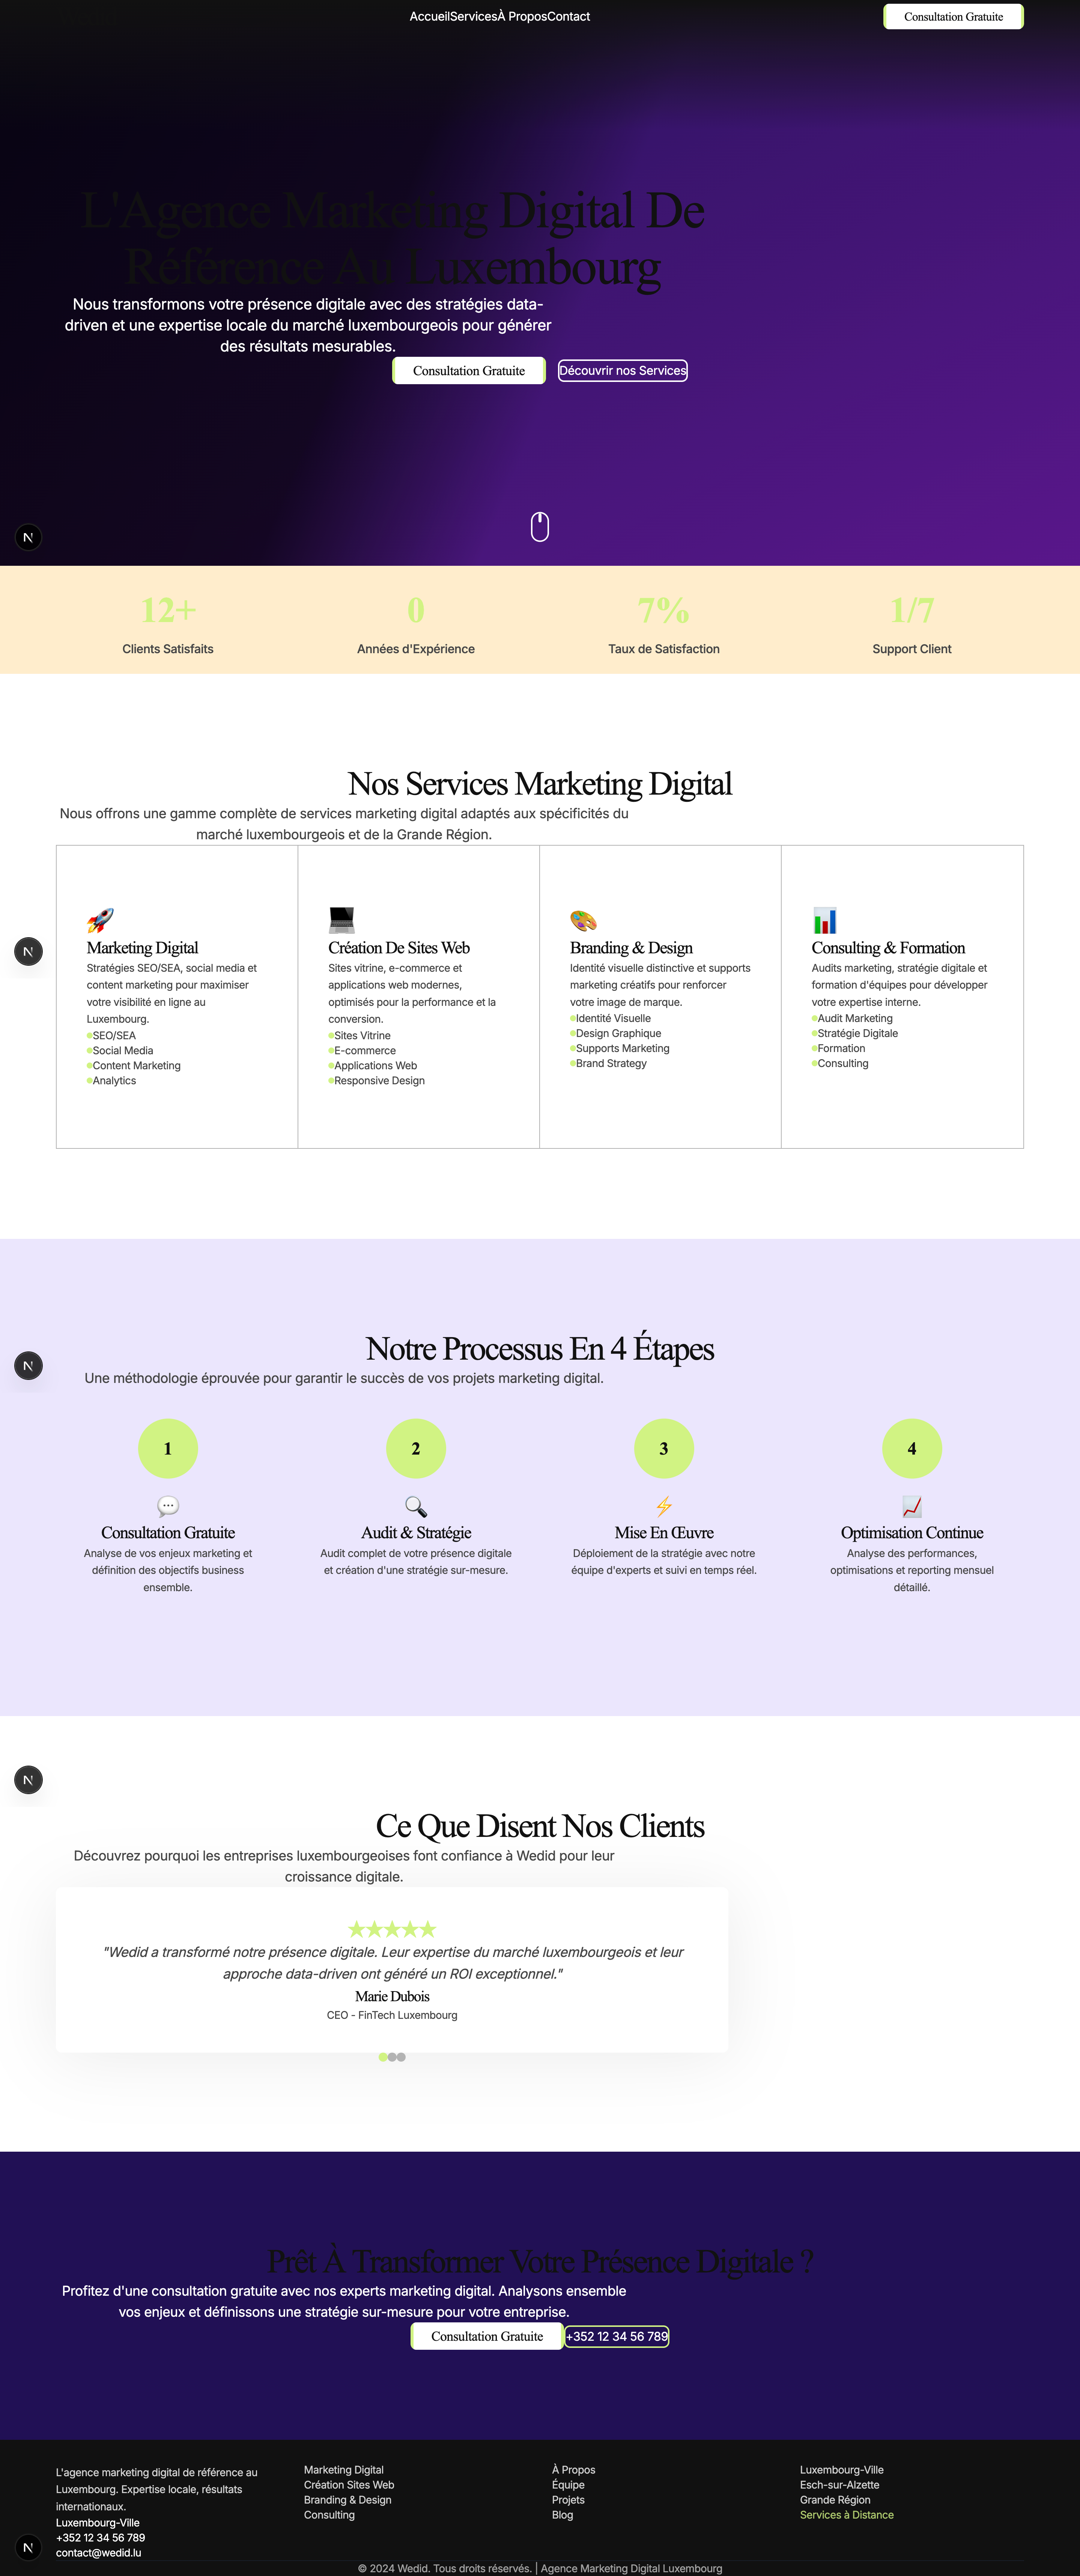 AccueilServicesÀ ProposContact
Consultation Gratuite
L'Agence Marketing Digital De
Référence Au Luxembourg
Nous transformons votre présence digitale avec des stratégies data-
driven et une expertise locale du marché luxembourgeois pour générer
des résultats mesurables.
Consultation Gratuite
Découvrir nos Services
N
12+
Clients Satisfaits
0
Années d'Expérience
7%
Taux de Satisfaction
1/7
Support Client
Nos Services Marketing Digital
Nous offrons une gamme complète de services marketing digital adaptés aux spécificités du
marché luxembourgeois et de la Grande Région.
N
Marketing Digital
Stratégies SEO/SEA, social media et
content marketing pour maximiser
votre visibilité en ligne au
Luxembourg.
SEO/SEA
Social Media
Content Marketing
Analytics
Création De Sites Web
Sites vitrine, e-commerce et
applications web modernes,
optimisés pour la performance et la
conversion.
Sites Vitrine
E-commerce
Applications Web
Responsive Design
Branding & Design
Identité visuelle distinctive et supports
marketing créatifs pour renforcer
votre image de marque.
Identité Visuelle
Design Graphique
Supports Marketing
Brand Strategy
Consulting & Formation
Audits marketing, stratégie digitale et
formation d'équipes pour développer
votre expertise interne.
Audit Marketing
Stratégie Digitale
Formation
Consulting
Notre Processus En 4 Étapes
Une méthodologie éprouvée pour garantir le succès de vos projets marketing digital.
N
1
Consultation Gratuite
Analyse de vos enjeux marketing et
définition des objectifs business
ensemble.
2
Audit & Stratégie
Audit complet de votre présence digitale
et création d'une stratégie sur-mesure.
3
Mise En Œuvre
Déploiement de la stratégie avec notre
équipe d'experts et suivi en temps réel.
4
Optimisation Continue
Analyse des performances,
optimisations et reporting mensuel
détaillé.
N
Ce Que Disent Nos Clients
Découvrez pourquoi les entreprises luxembourgeoises font confiance à Wedid pour leur
croissance digitale.
"Wedid a transformé notre présence digitale. Leur expertise du marché luxembourgeois et leur
approche data-driven ont généré un ROI exceptionnel."
Marie Dubois
CEO - FinTech Luxembourg
Prêt À Transformer Votre Présence Digitale ?
Profitez d'une consultation gratuite avec nos experts marketing digital. Analysons ensemble
vos enjeux et définissons une stratégie sur-mesure pour votre entreprise.
Consultation Gratuite
+352 12 34 56 789
L'agence marketing digital de référence au
Luxembourg. Expertise locale, résultats
internationaux.
Luxembourg-Ville
+352 12 34 56 789
contact@wedid.lu
N
Marketing Digital
Création Sites Web
Branding & Design
Consulting
À Propos
Équipe
Projets
Blog
Luxembourg-Ville
Esch-sur-Alzette
Grande Région
Services à Distance
© 2024 Wedid. Tous droits réservés. | Agence Marketing Digital Luxembourg